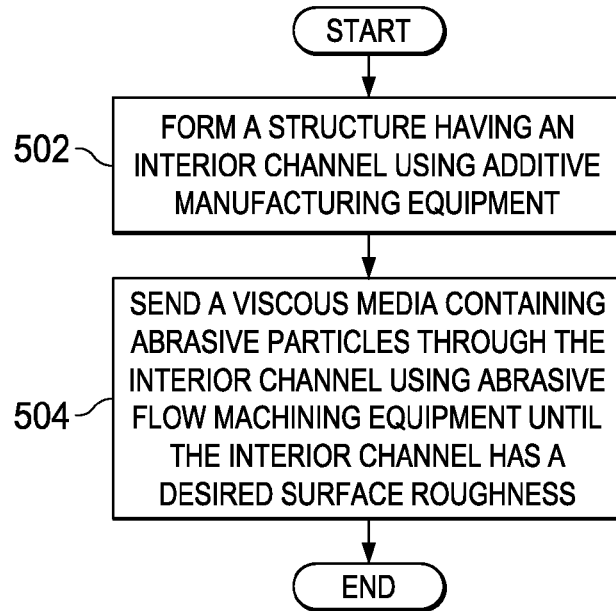 START
502
FORM A STRUCTURE HAVING AN
INTERIOR CHANNEL USING ADDITIVE
MANUFACTURING EQUIPMENT
504
SEND A VISCOUS MEDIA CONTAINING
ABRASIVE PARTICLES THROUGH THE
INTERIOR CHANNEL USING ABRASIVE
FLOW MACHINING EQUIPMENT UNTIL
THE INTERIOR CHANNEL HAS A
DESIRED SURFACE ROUGHNESS
END